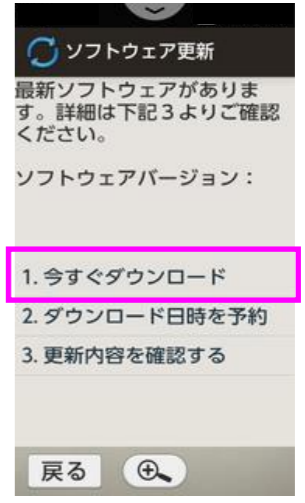 ソフトウェア更新
最新ソフトウェアがありま
す。詳細は下記3よりご確認
ください。
ソフトウェアバージョン：
1. 今すぐダウンロード
2. ダウンロード日時を予約
3. 更新内容を確認する
戻る